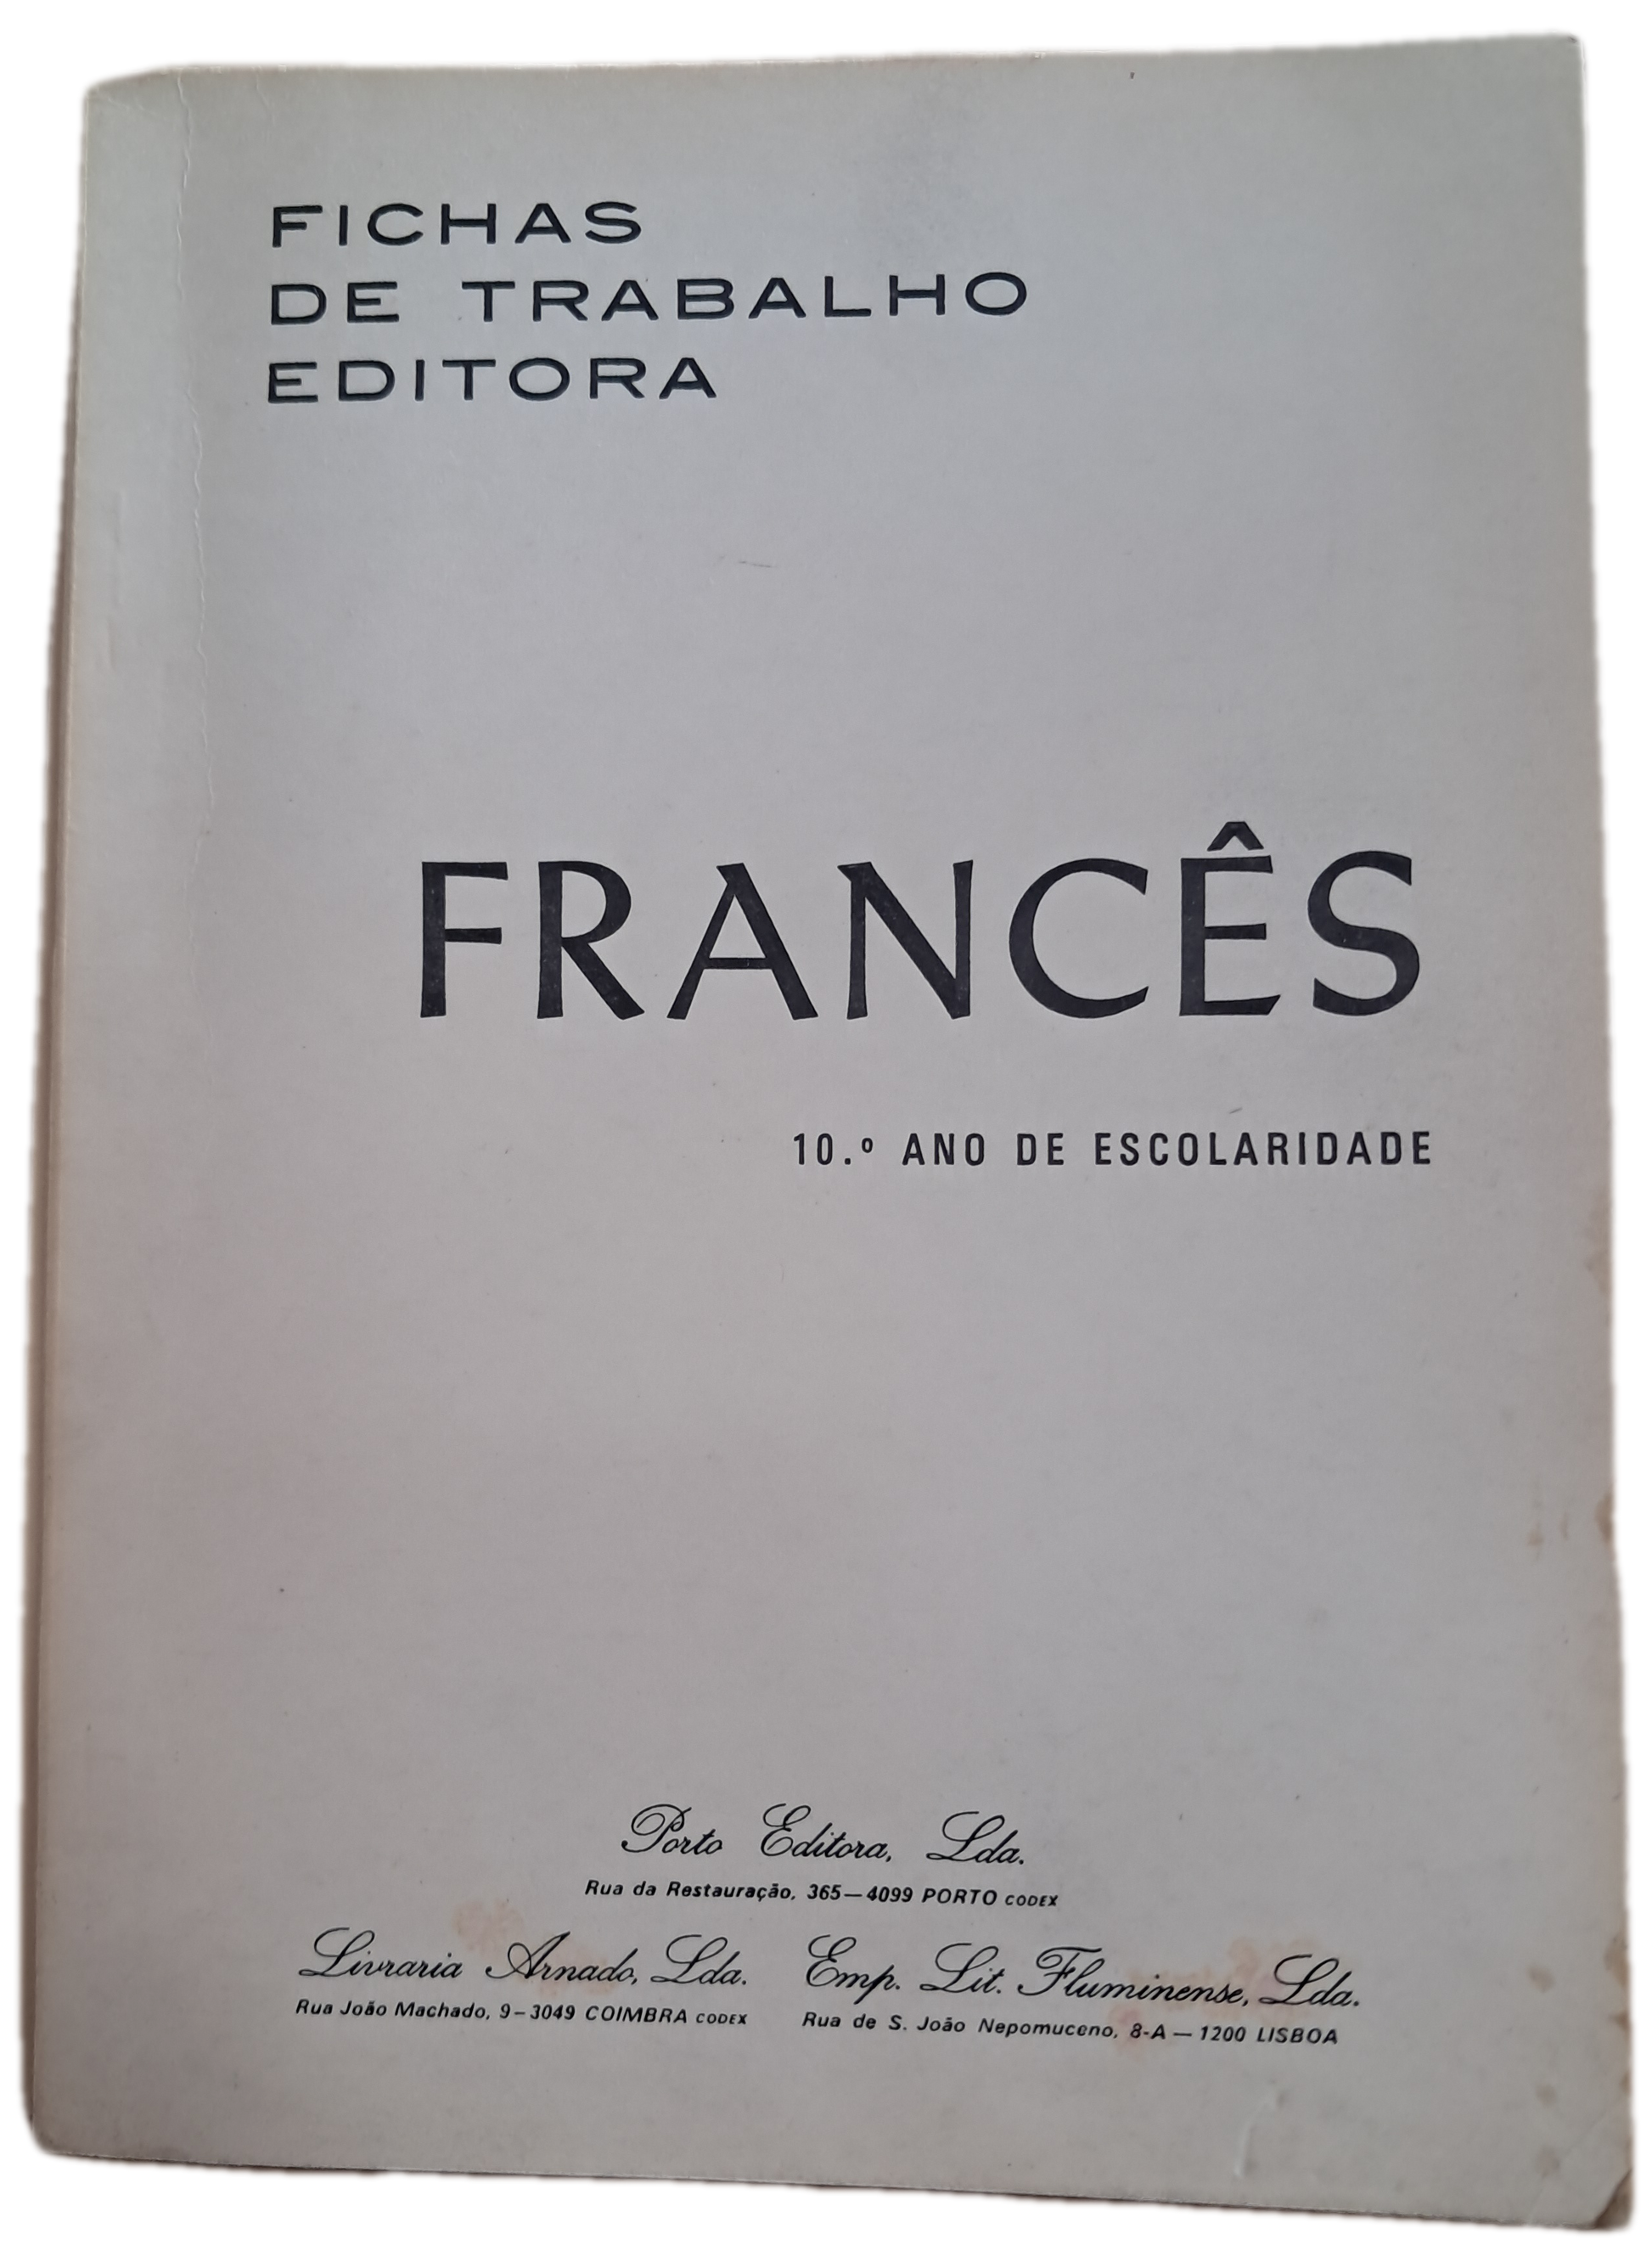 FICHAS
DE TRABALHO
EDITORA
FRANCÊS
10.º ANO DE ESCOLARIDADE
Porto Editora, Lda.
Rua da Restauração, 365—4099 PORTO CODEX
Livraria Arnado, Lda.
Rua João Machado, 9–3049 COIMBRA CODEX
Emp. Lit. Fluminense, Lda.
Rua de S. João Nepomuceno, 8-A — 1200 LISBOA